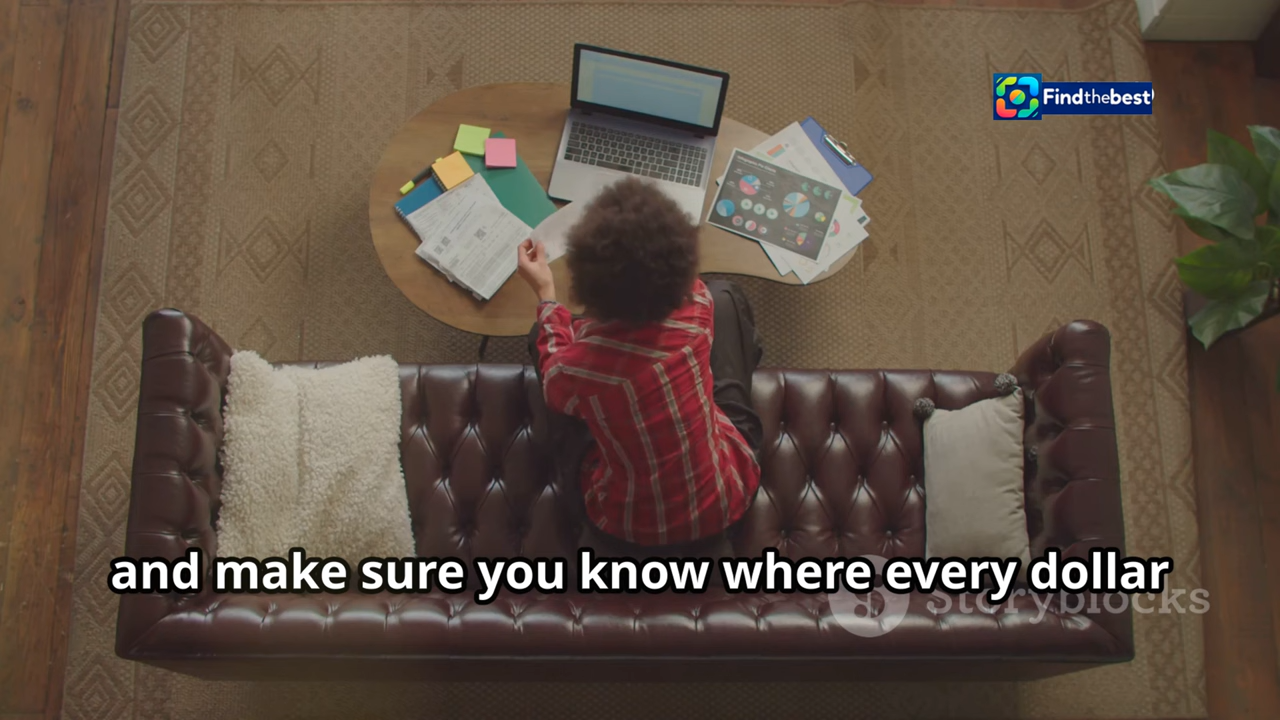 Findthebest
and make sure you know where every dollar
Storyblocks